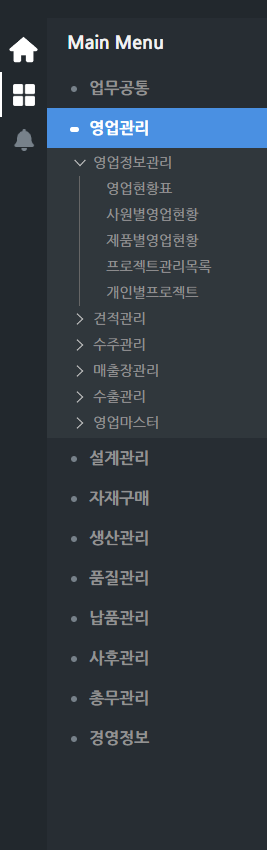 Main Menu
업무공통
영업관리
영업정보관리
영업현황표
사원별영업현황
제품별영업현황
프로젝트관리목록
개인별프로젝트
견적관리
수주관리
매출장관리
수출관리
영업마스터
설계관리
자재구매
생산관리
품질관리
납품관리
사후관리
총무관리
경영정보